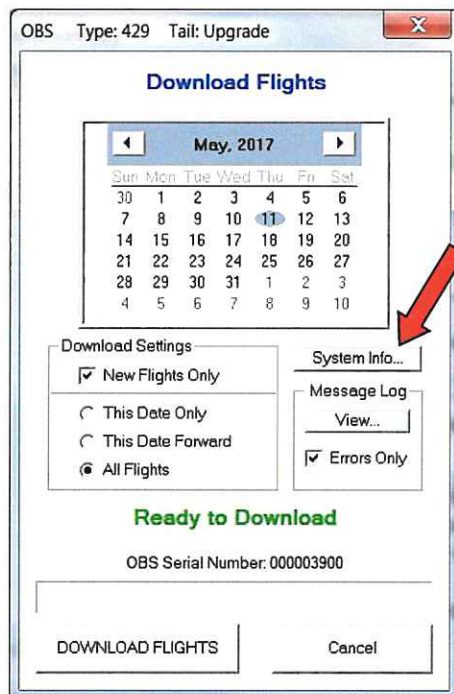 OBS Type: 429 Tail: Upgrade X
Download Flights
May, 2017
Sun Mon Tue Wed Thu Fri Sat
30 1 2 3 4 5 6
7 8 9 10 11 12 13
14 15 16 17 18 19 20
21 22 23 24 25 26 27
28 29 30 31 1 2 3
4 5 6 7 8 9 10
Download Settings
New Flights Only
This Date Only
This Date Forward
All Flights
System Info...
Message Log
View...
Errors Only
Ready to Download
OBS Serial Number: 000003900
DOWNLOAD FLIGHTS Cancel